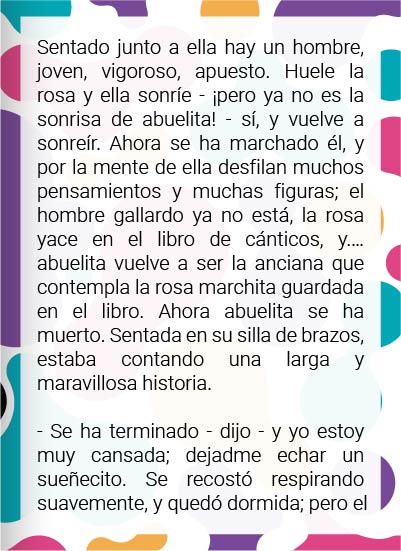 Sentado junto a ella hay un hombre,
joven, vigoroso, apuesto. Huele la
rosa y ella sonríe - ¡pero ya no es la
sonrisa de abuelita! - sí, y vuelve a
sonreír. Ahora se ha marchado él, y
por la mente de ella desfilan muchos
pensamientos y muchas figuras; el
hombre gallardo ya no está, la rosa
yace en el libro de cánticos, y....
abuelita vuelve a ser la anciana que
contempla la rosa marchita guardada
en el libro. Ahora abuelita se ha
muerto. Sentada en su silla de brazos,
estaba contando una larga y
maravillosa historia.

- Se ha terminado - dijo - y yo estoy
muy cansada; dejadme echar un
sueñecito. Se recostó respirando
suavemente, y quedó dormida; pero el